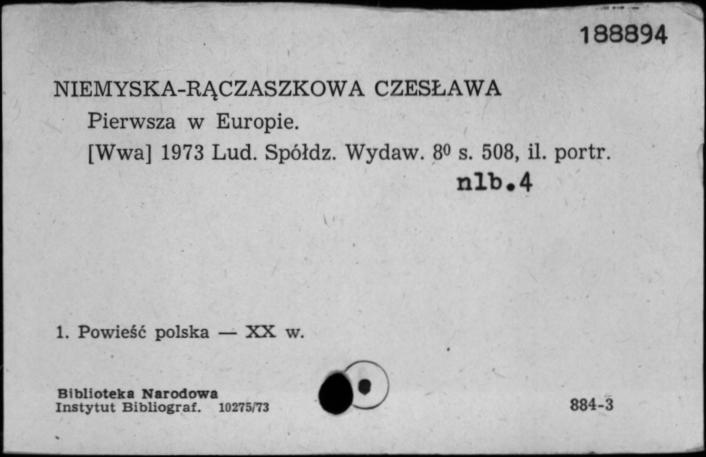 188894
NIEMYSKA-RĄCZASZKOWA CZESŁAWA
Pierwsza w Europie.
[Wwa] 1973 Lud. Spółdz. Wydaw. 8⁰ s. 508, il. portr.
nlb.4
1. Powieść polska — XX w.
Biblioteka Narodowa
Instytut Bibliograf. 10275/73
884-3